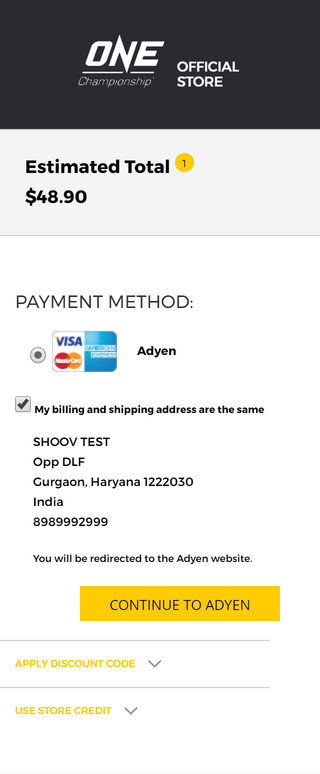 ONE
Championship
OFFICIAL
STORE
Estimated Total 1
$48.90
PAYMENT METHOD:
VISA
AMERICAN
EXPRESS
MasterCard
Adyen
My billing and shipping address are the same
SHOOV TEST
Opp DLF
Gurgaon, Haryana 1222030
India
8989992999
You will be redirected to the Adyen website.
CONTINUE TO ADYEN
APPLY DISCOUNT CODE
USE STORE CREDIT